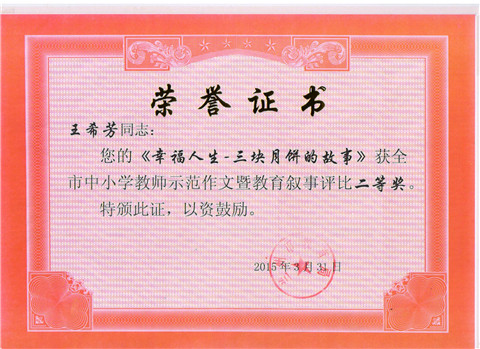 荣誉证书
王希芳同志：
您的《幸福人生-三块月饼的故事》获全
市中小学教师示范作文暨教育叙事评比二等奖。
特颁此证，以资鼓励。
2015年3月31日